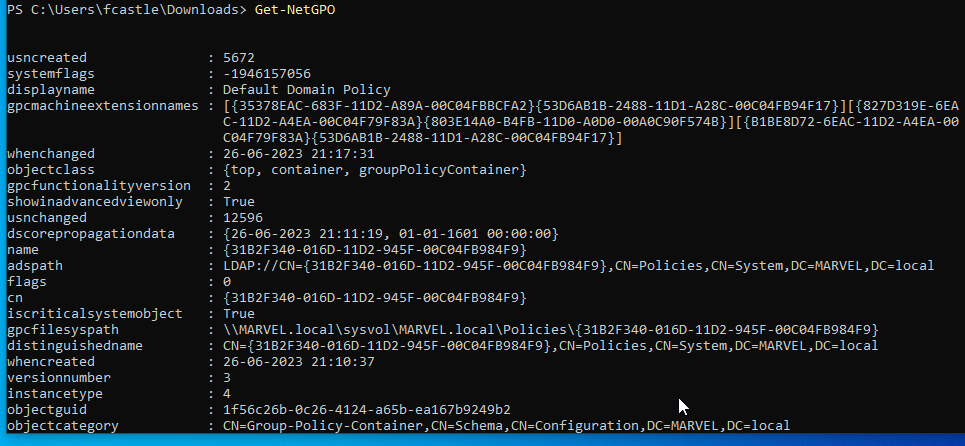 PS C:\Users\fcastle\Downloads> Get-NetGPO
usncreated : 5672
systemflags : -1946157056
displayname : Default Domain Policy
gpcmachineextensionnames : [{35378EAC-683F-11D2-A89A-00C04FBBCFA2}{53D6AB1B-2488-11D1-A28C-00C04FB94F17}][{827D319E-6EA
C-11D2-A4EA-00C04F79F83A}{803E14A0-B4FB-11D0-A0D0-00A0C90F574B}][{B1BE8D72-6EAC-11D2-A4EA-00
C04F79F83A}{53D6AB1B-2488-11D1-A28C-00C04FB94F17}]
whenchanged : 26-06-2023 21:17:31
objectclass : {top, container, groupPolicyContainer}
gpcfunctionalityversion : 2
showinadvancedviewonly : True
usnchanged : 12596
dscorepropagationdata : {26-06-2023 21:11:19, 01-01-1601 00:00:00}
name : {31B2F340-016D-11D2-945F-00C04FB984F9}
adspath : LDAP://CN={31B2F340-016D-11D2-945F-00C04FB984F9},CN=Policies,CN=System,DC=MARVEL,DC=local
flags : 0
cn : {31B2F340-016D-11D2-945F-00C04FB984F9}
iscriticalsystemobject : True
gpcfilesyspath : \\MARVEL.local\sysvol\MARVEL.local\Policies\{31B2F340-016D-11D2-945F-00C04FB984F9}
distinguishedname : CN={31B2F340-016D-11D2-945F-00C04FB984F9},CN=Policies,CN=System,DC=MARVEL,DC=local
whencreated : 26-06-2023 21:10:37
versionnumber : 3
instancetype : 4
objectguid : 1f56c26b-0c26-4124-a65b-ea167b9249b2
objectcategory : CN=Group-Policy-Container,CN=Schema,CN=Configuration,DC=MARVEL,DC=local